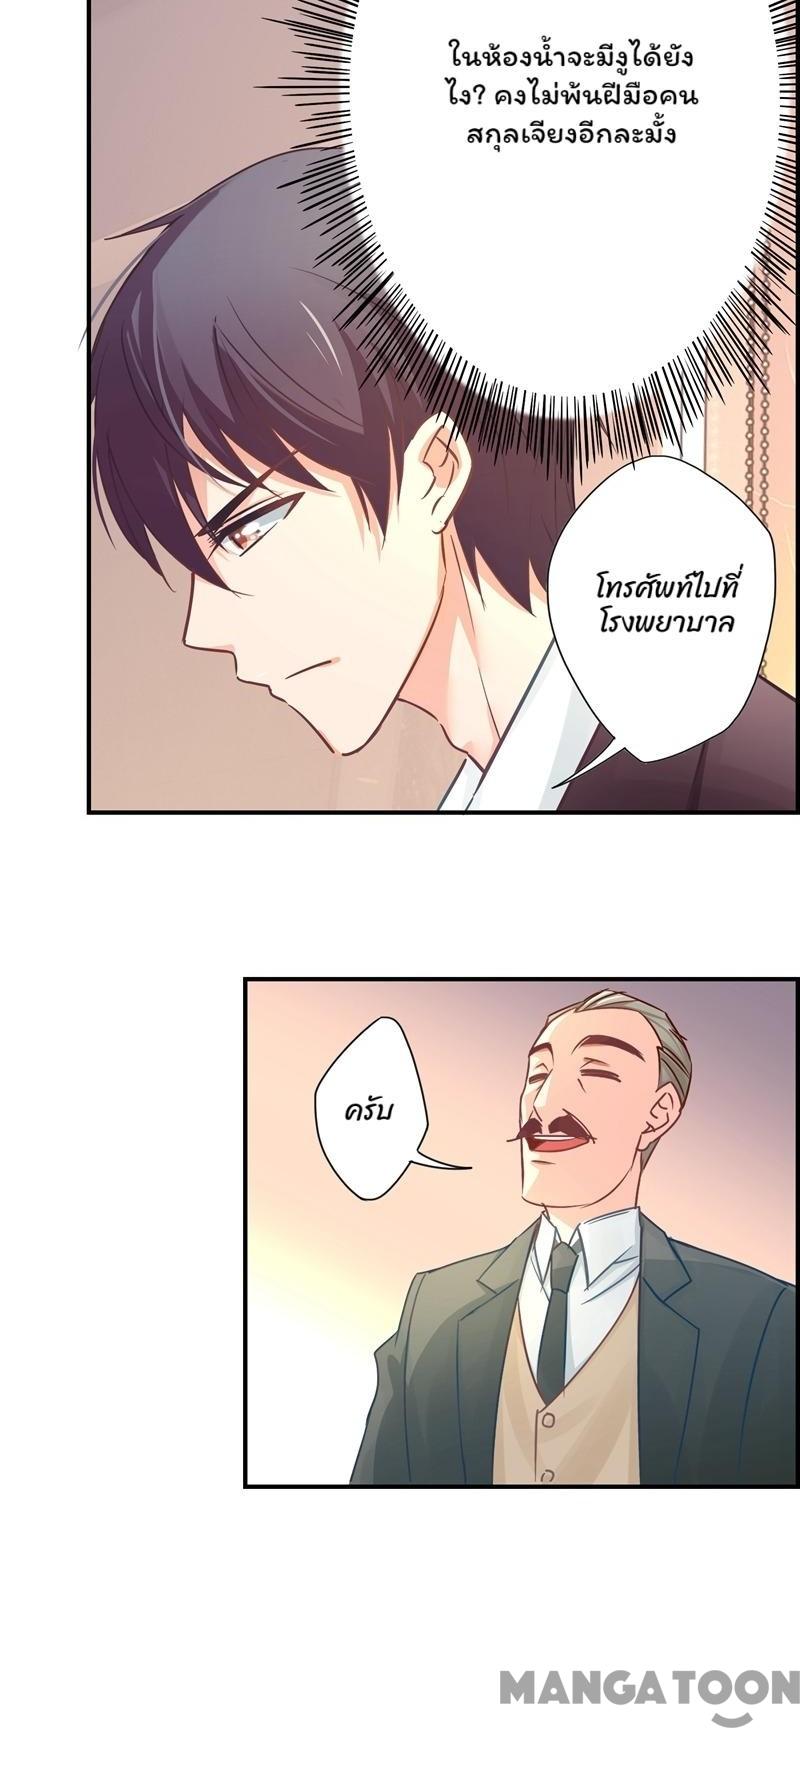 ในห้องน้ำจะมีงูได้ยัง
ไง? คงไม่พ้นฝีมือคน
สกุลเจียงอีกละมั้ง
โทรศัพท์ไปที่
โรงพยาบาล
ครับ
MANGATOON